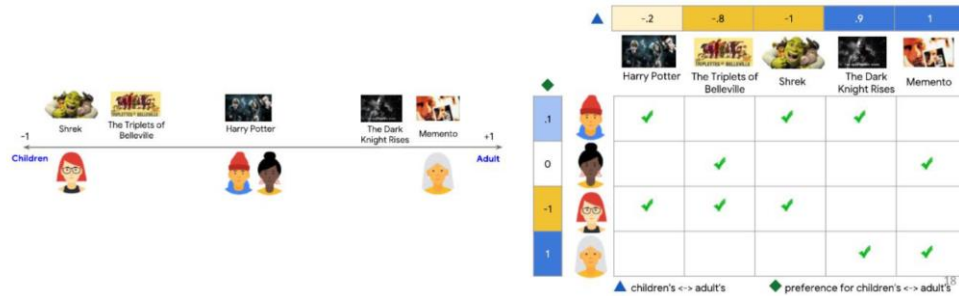 Shrek
The Triplets of
Belleville
Harry Potter
The Dark
Knight Rises
Memento
-1
+1
Children
Adult
-.2
-.8
-1
.9
1
Harry Potter
The Triplets of
Belleville
Shrek
The Dark
Knight Rises
Memento
.1
0
-1
1
children's <-> adult's
preference for children's <-> adult's
18